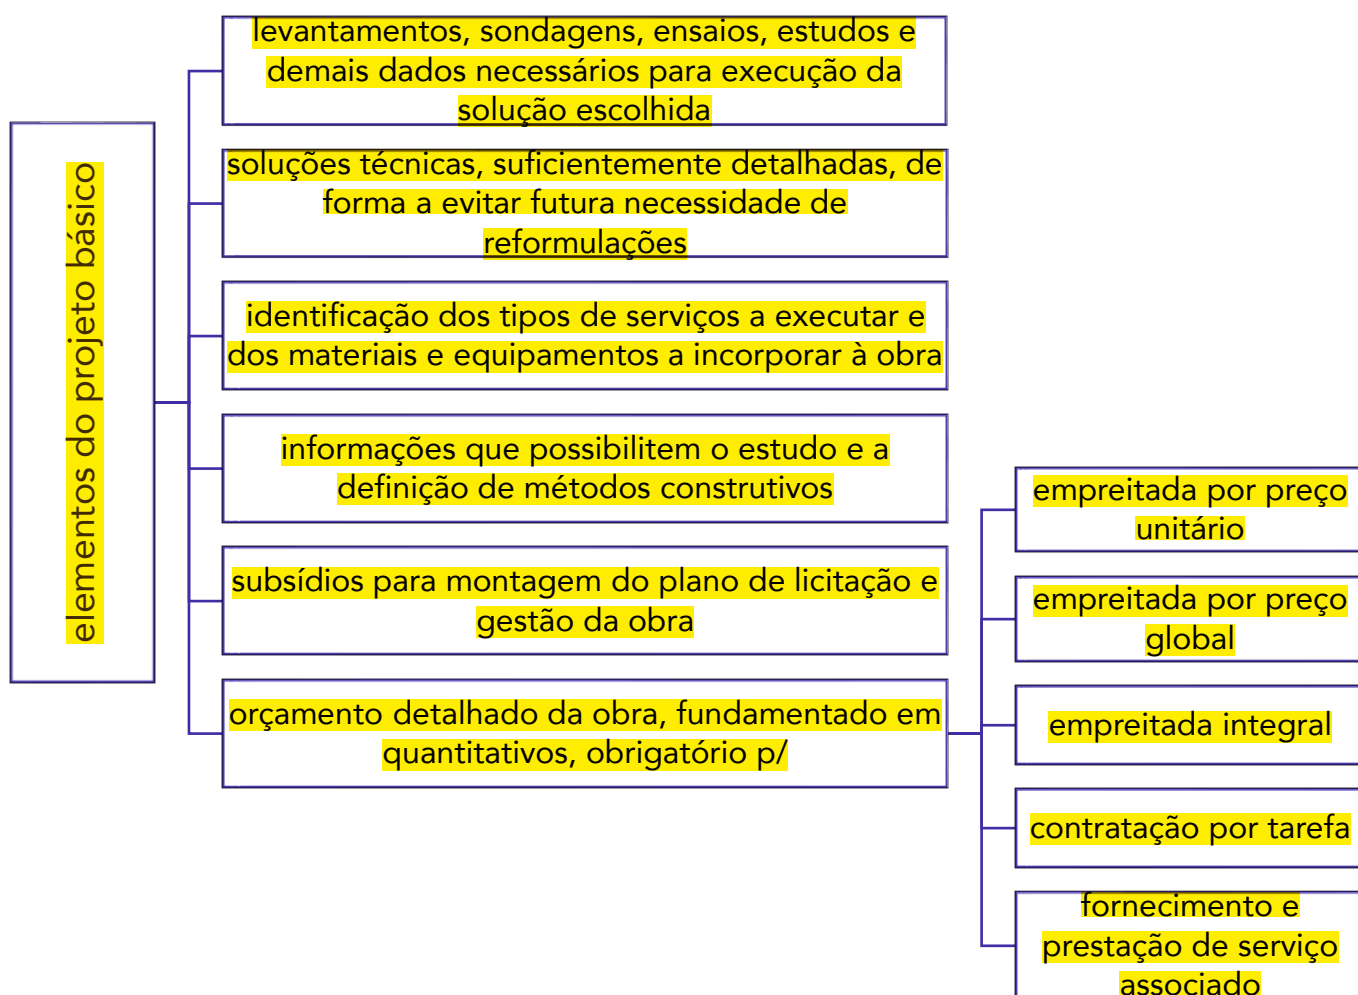 elementos do projeto básico
levantamentos, sondagens, ensaios, estudos e
demais dados necessários para execução da
solução escolhida
soluções técnicas, suficientemente detalhadas, de
forma a evitar futura necessidade de
reformulações
identificação dos tipos de serviços a executar e
dos materiais e equipamentos a incorporar à obra
informações que possibilitem o estudo e a
definição de métodos construtivos
subsídios para montagem do plano de licitação e
gestão da obra
orçamento detalhado da obra, fundamentado em
quantitativos, obrigatório p/
empreitada por preço
unitário
empreitada por preço
global
empreitada integral
contratação por tarefa
fornecimento e
prestação de serviço
associado